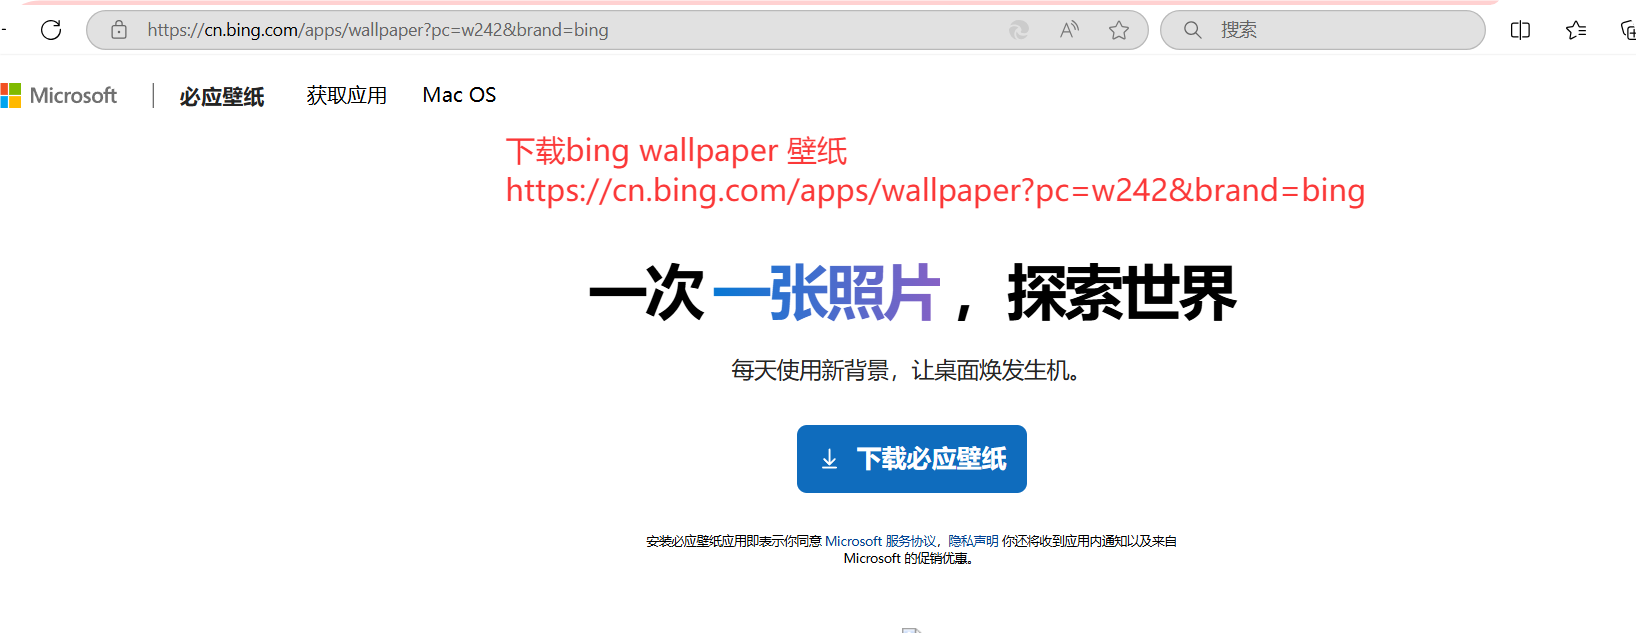 https://cn.bing.com/apps/wallpaper?pc=w242&brand=bing
搜索
Microsoft
必应壁纸
获取应用
Mac OS
下载bing wallpaper 壁纸
https://cn.bing.com/apps/wallpaper?pc=w242&brand=bing
一次一张照片，探索世界
每天使用新背景，让桌面焕发生机。
下载必应壁纸
安装必应壁纸应用即表示你同意 Microsoft 服务协议，隐私声明 你还将收到应用内通知以及来自
Microsoft 的促销优惠。